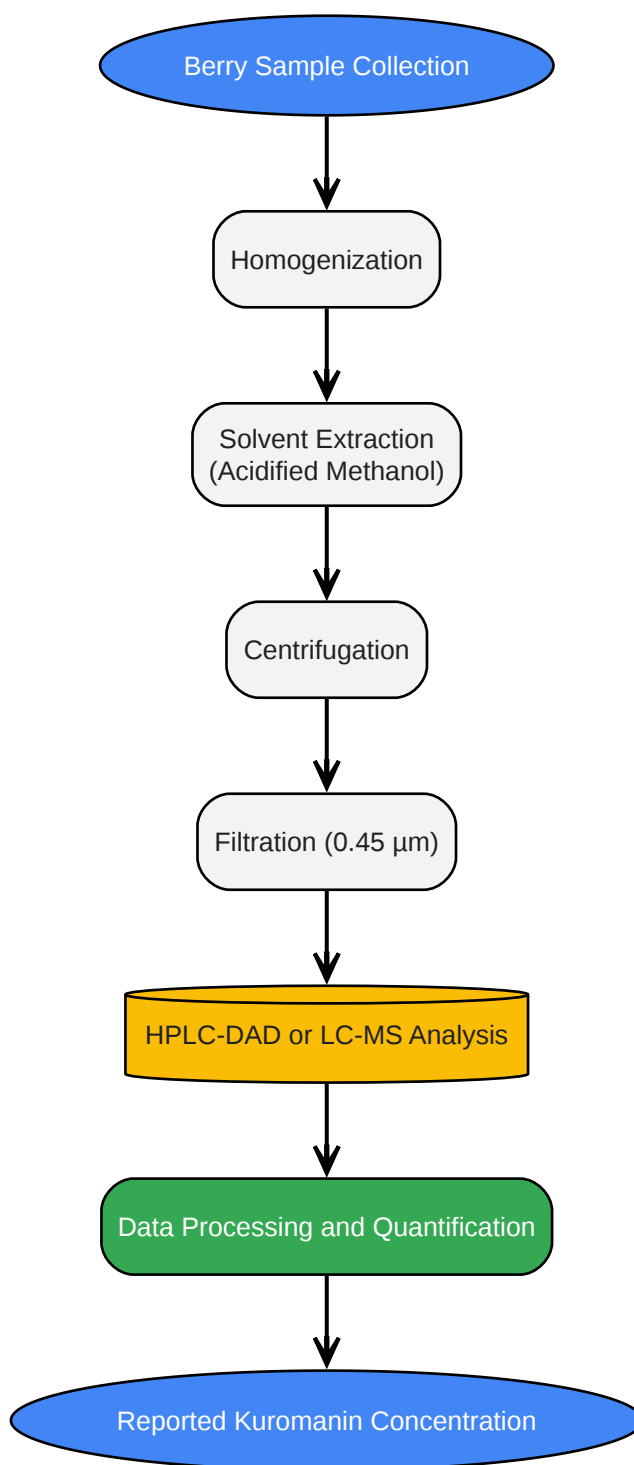 Berry Sample Collection
Homogenization
Solvent Extraction
(Acidified Methanol)
Centrifugation
Filtration (0.45 µm)
HPLC-DAD or LC-MS Analysis
Data Processing and Quantification
Reported Kuromanin Concentration